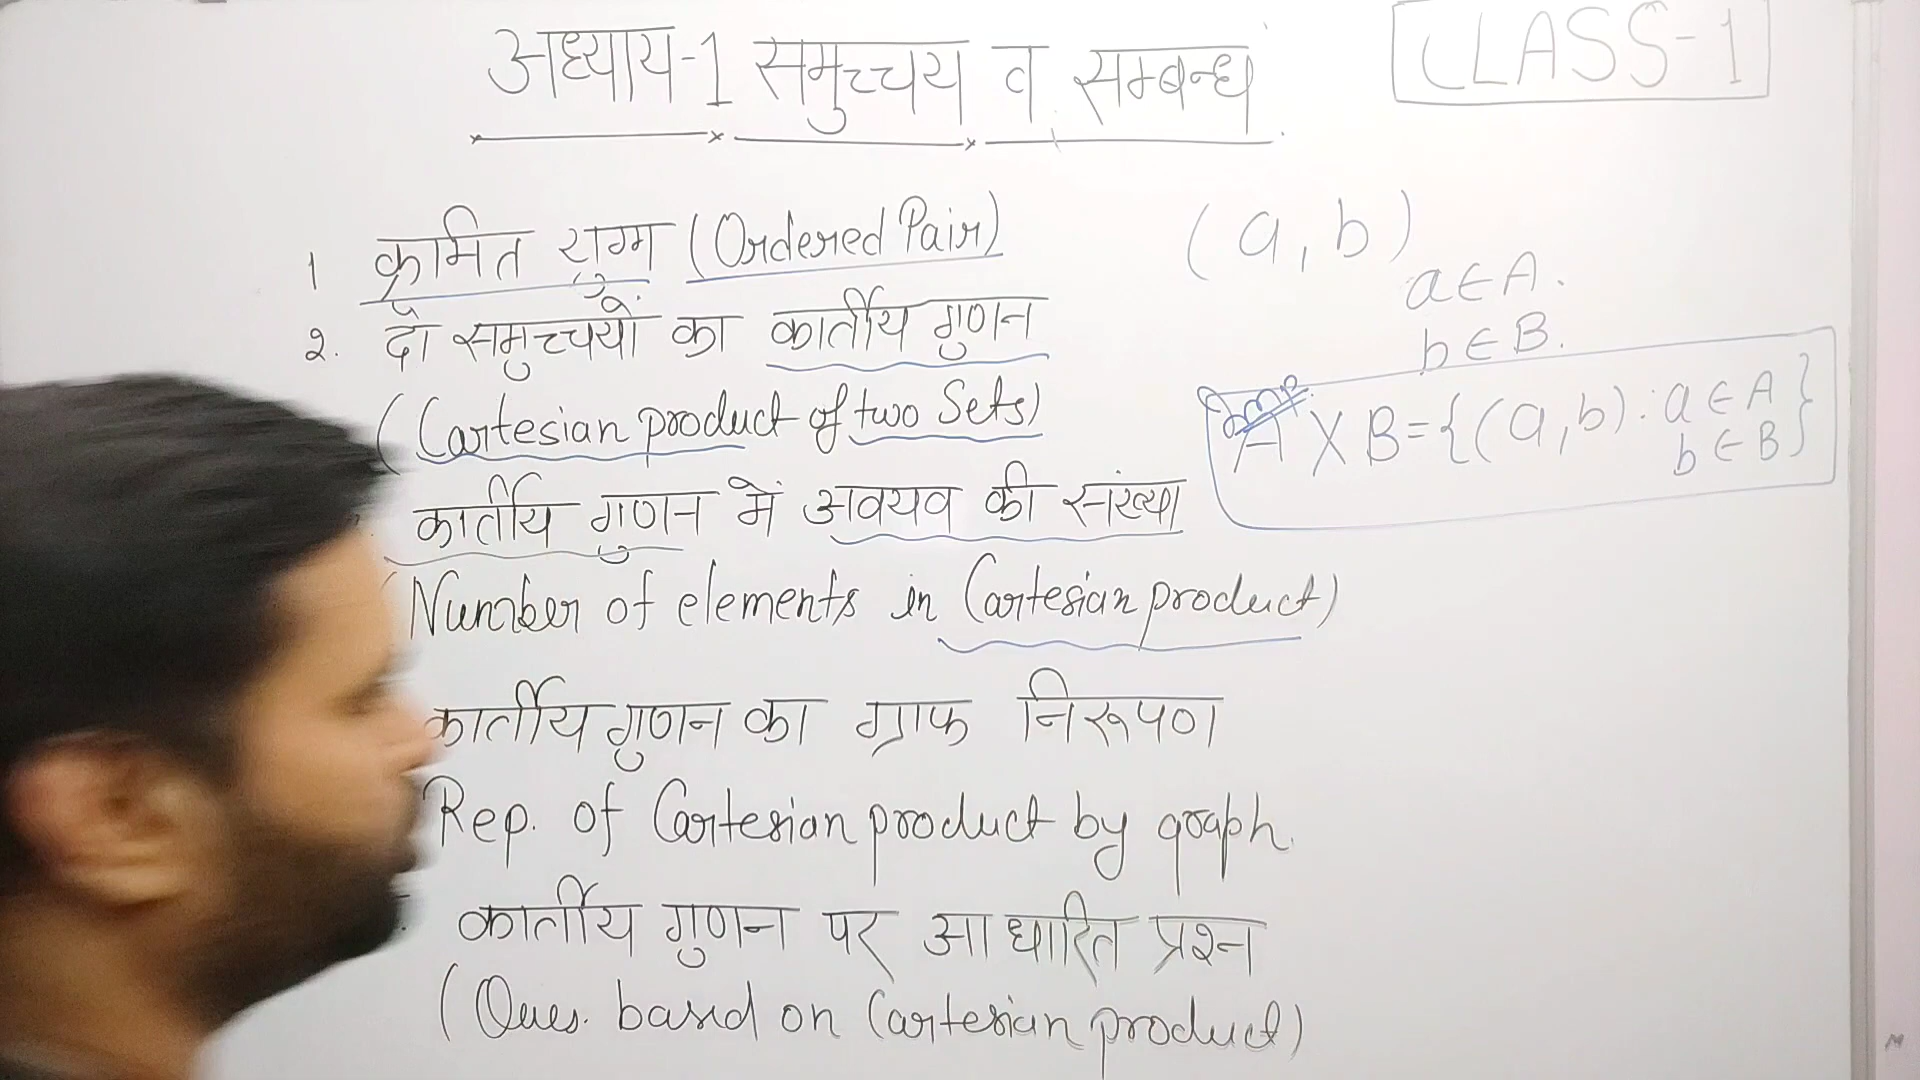 अध्याय-1 समुच्चय व सम्बन्ध
CLASS-1
1 क्रमित युग्म (Ordered Pair)
2. दो समुच्चयों का कार्तीय गुणन
(Cartesian product of two Sets)
कार्तीय गुणन में अवयव की संख्या
Number of elements in Cartesian product)
कार्तीय गुणन का ग्राफ निरूपण
Rep. of Cartesian product by graph.
कार्तीय गुणन पर आधारित प्रश्न
(Ques. based on Cartesian product)
(a, b)
a∈A.
b∈B.
Imp.
A X B = {(a, b) : a∈A
b∈B}